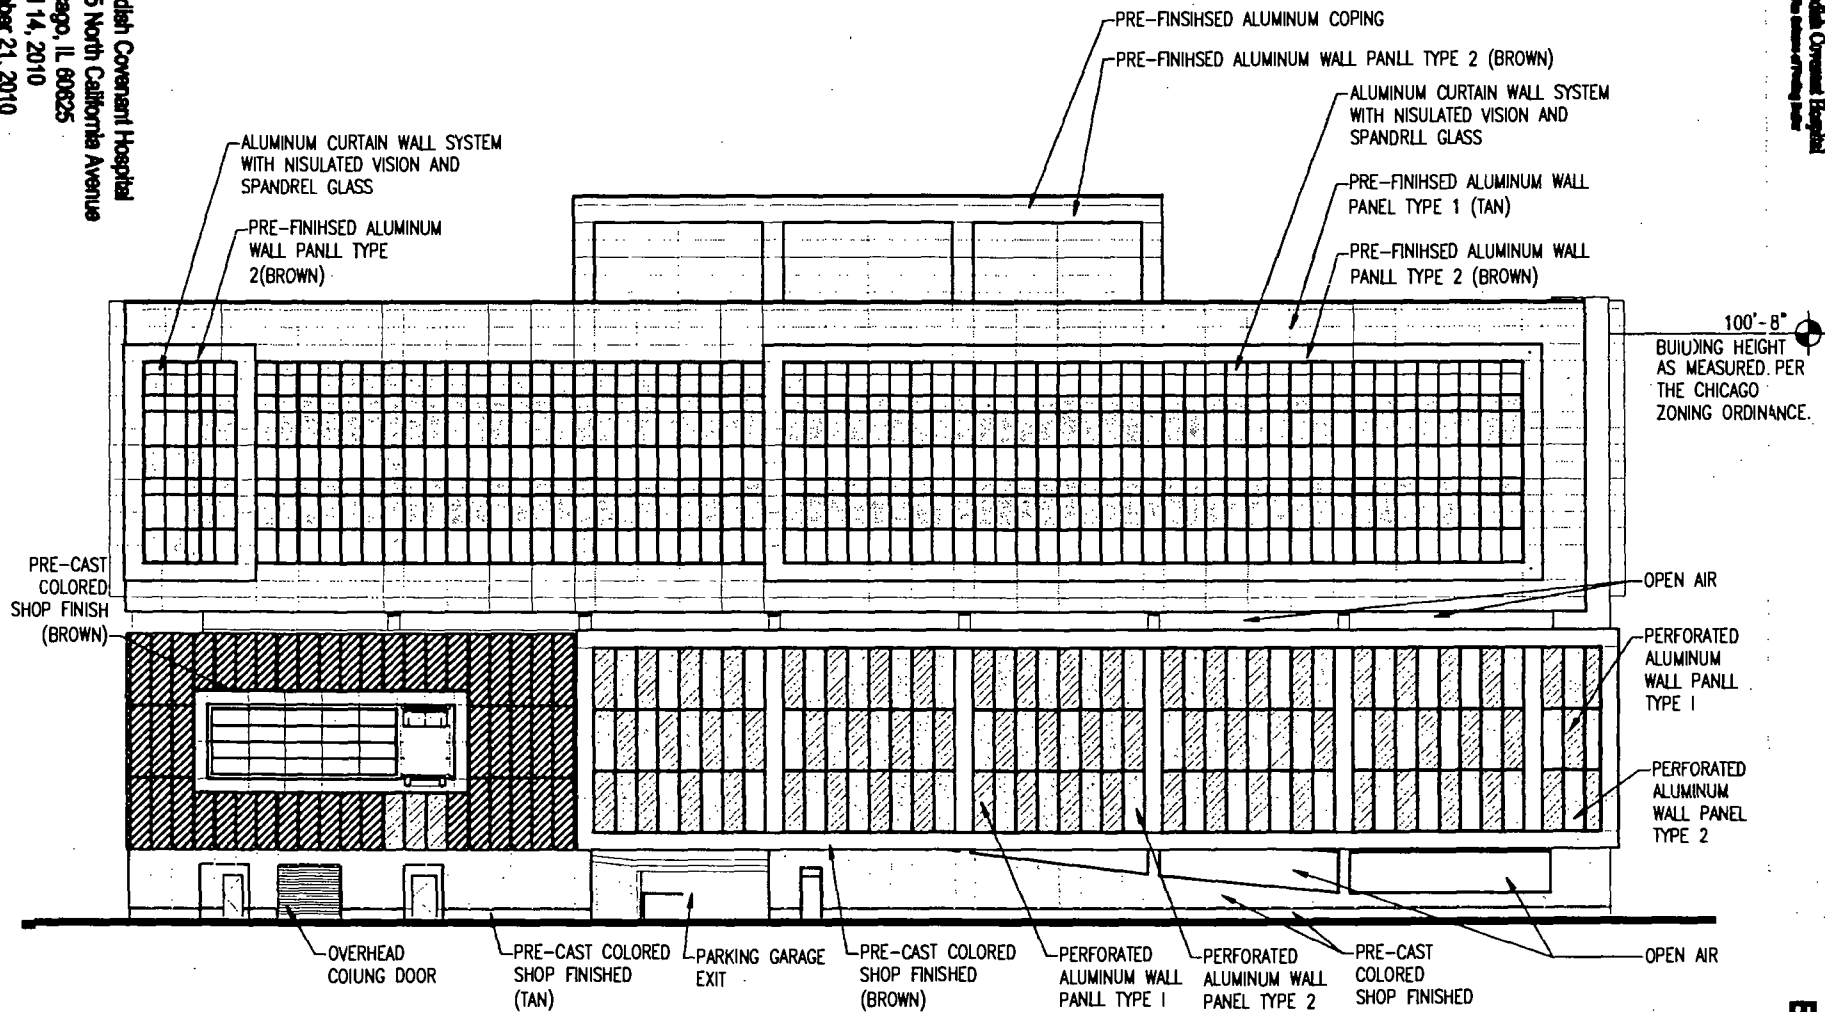 dish Covenant Hospital
5 North California Avenue
ago, IL 60625
l 14, 2010
ber 21, 2010
dish Covenant Hospital
PRE-FINSIHSED ALUMINUM COPING
PRE-FINIHSED ALUMINUM WALL PANLL TYPE 2 (BROWN)
ALUMINUM CURTAIN WALL SYSTEM
WITH NISULATED VISION AND
SPANDRLL GLASS
ALUMINUM CURTAIN WALL SYSTEM
WITH NISULATED VISION AND
SPANDREL GLASS
PRE-FINIHSED ALUMINUM WALL
PANEL TYPE 1 (TAN)
PRE-FINIHSED ALUMINUM
WALL PANLL TYPE
2(BROWN)
PRE-FINIHSED ALUMINUM WALL
PANLL TYPE 2 (BROWN)
100'-8"
BUIU)ING HEIGHT
AS MEASURED. PER
THE CHICAGO
ZONING ORDINANCE.
PRE-CAST
COLORED
SHOP FINISH
(BROWN)
OPEN AIR
PERFORATED
ALUMINUM
WALL PANLL
TYPE I
PERFORATED
ALUMINUM
WALL PANEL
TYPE 2
OVERHEAD
COIUNG DOOR
PRE-CAST COLORED
SHOP FINISHED
(TAN)
PARKING GARAGE
EXIT
PRE-CAST COLORED
SHOP FINISHED
(BROWN)
PERFORATED
ALUMINUM WALL
PANLL TYPE I
PERFORATED
ALUMINUM WALL
PANEL TYPE 2
PRE-CAST
COLORED
SHOP FINISHED
OPEN AIR